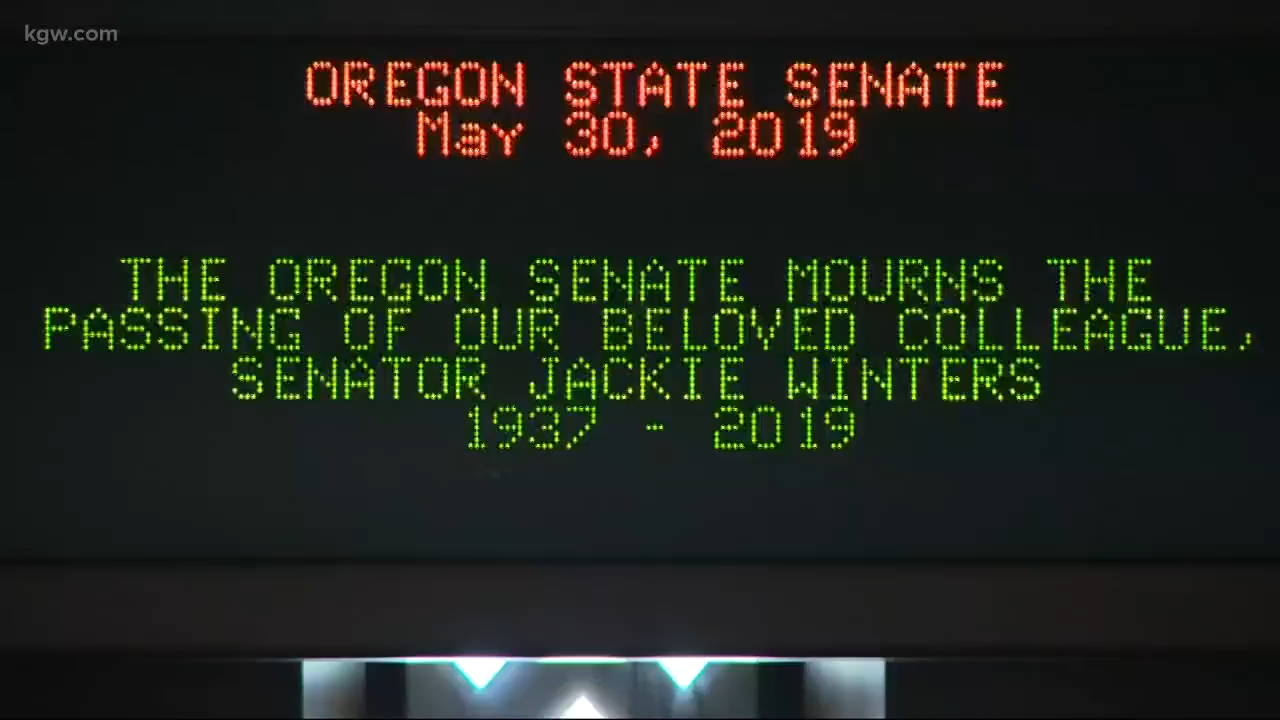 kgw.com
OREGON STATE SENATE
May 30, 2019
THE OREGON SENATE MOURNS THE
PASSING OF OUR BELOVED COLLEAGUE,
SENATOR JACKIE WINTERS
1937 - 2019